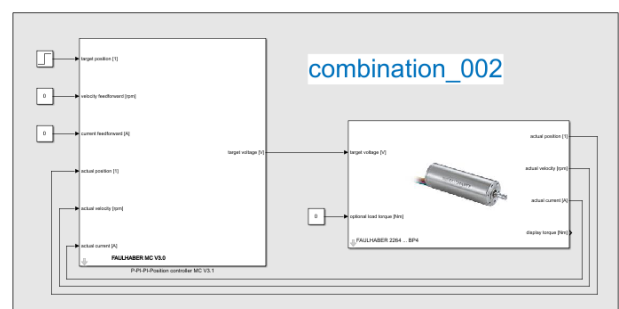 combination_002
target position [1]
0
velocity feedforward [rpm]
0
current feedforward [A]
target voltage [V]
actual position [1]
actual velocity [rpm]
actual current [A]
FAULHABER MC V3.0
P-PI-PI-Position controller MC V3.1
target voltage [V]
0
optional load torque [Nm]
actual position [1]
actual velocity [rpm]
actual current [A]
display torque [Nm]
FAULHABER 2264 ... BP4